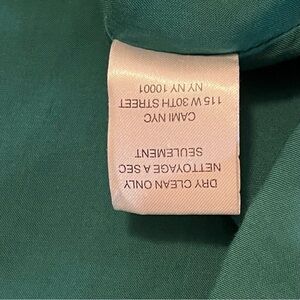 DRY CLEAN ONLY
NETTOYAGE A SEC
SEULEMENT
CAMI NYC
115 W 30TH STREET
NY NY 10001